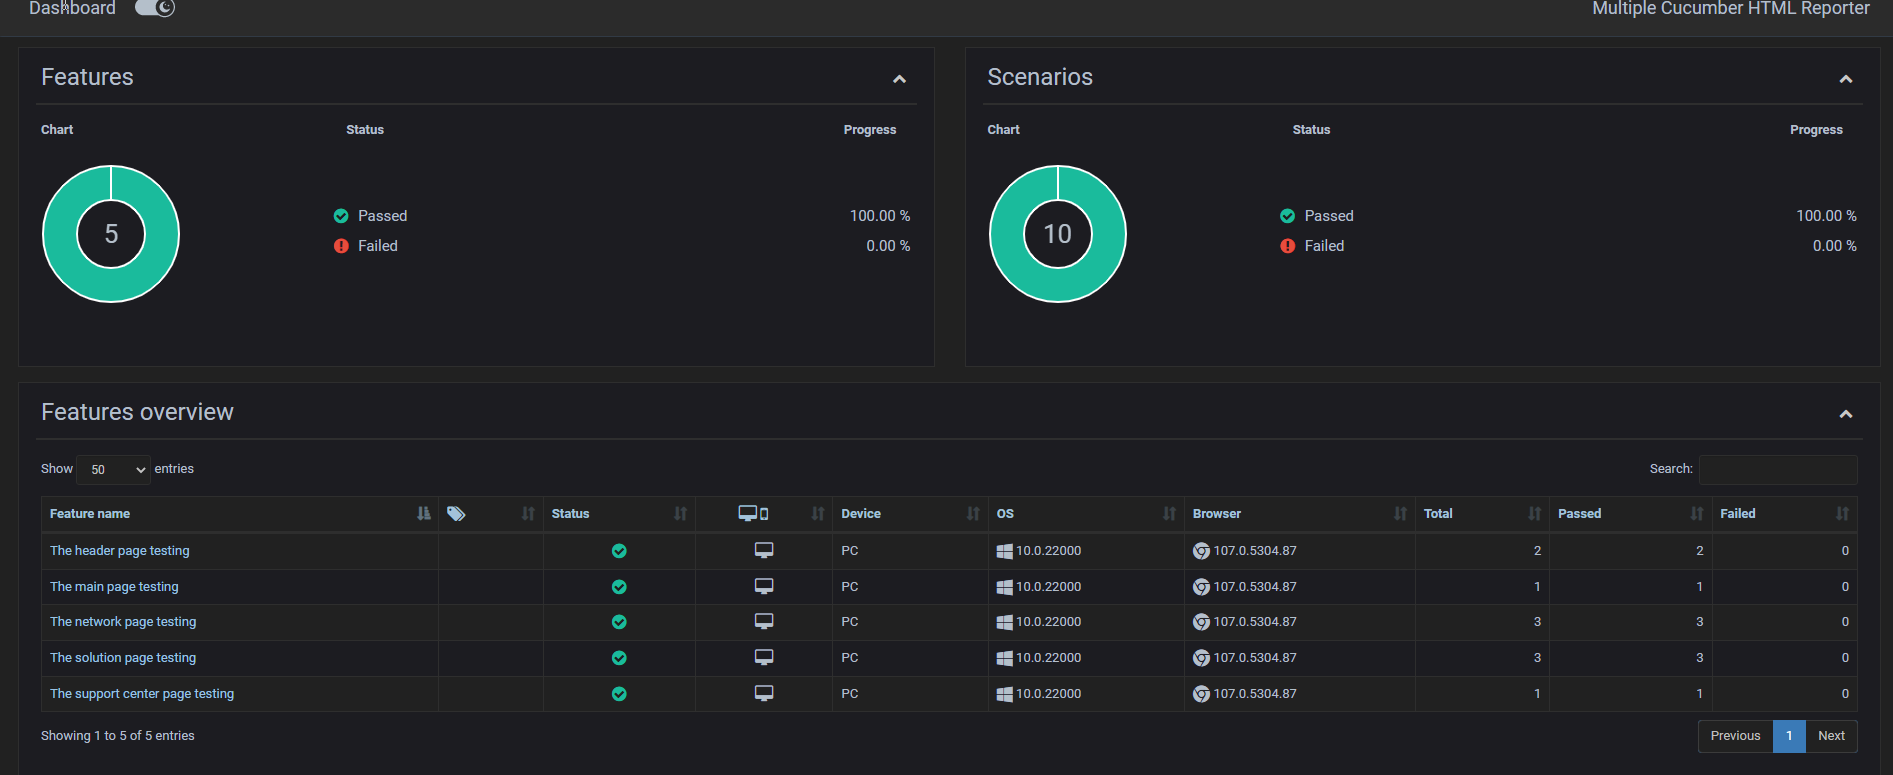 Dashboard Multiple Cucumber HTML Reporter
Features
Chart Status Progress
5
Passed 100.00 %
Failed 0.00 %
Scenarios
Chart Status Progress
10
Passed 100.00 %
Failed 0.00 %
Features overview
Show 50 entries Search:
Feature name Status Device OS Browser Total Passed Failed
The header page testing PC 10.0.22000 107.0.5304.87 2 2 0
The main page testing PC 10.0.22000 107.0.5304.87 1 1 0
The network page testing PC 10.0.22000 107.0.5304.87 3 3 0
The solution page testing PC 10.0.22000 107.0.5304.87 3 3 0
The support center page testing PC 10.0.22000 107.0.5304.87 1 1 0
Showing 1 to 5 of 5 entries Previous 1 Next